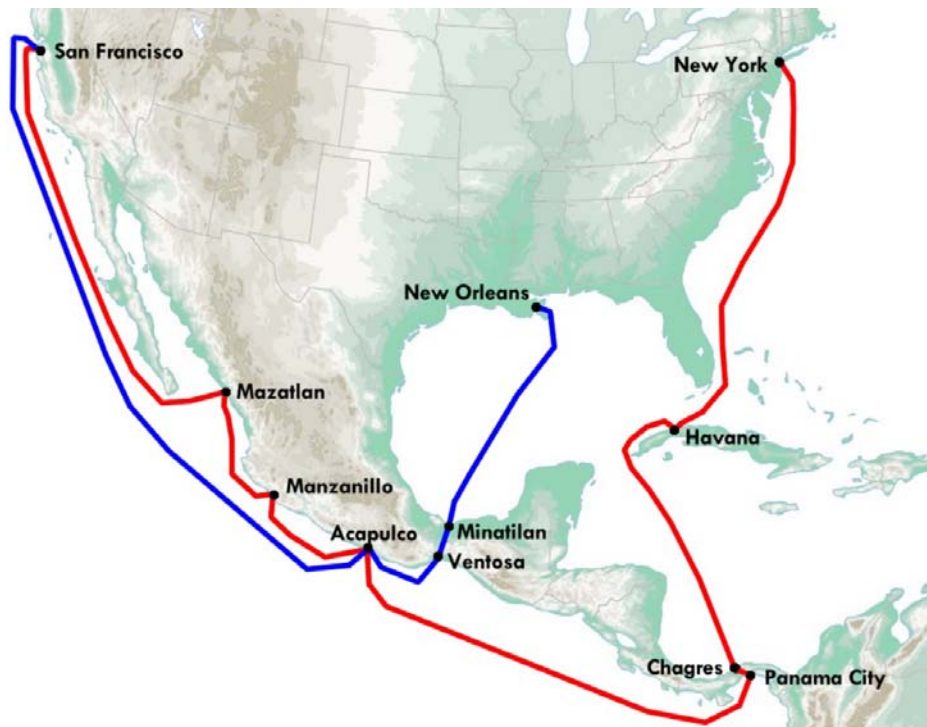 San Francisco
New York
New Orleans
Mazatlan
Havana
Manzanillo
Acapulco
Minatilan
Ventosa
Chagres
Panama City